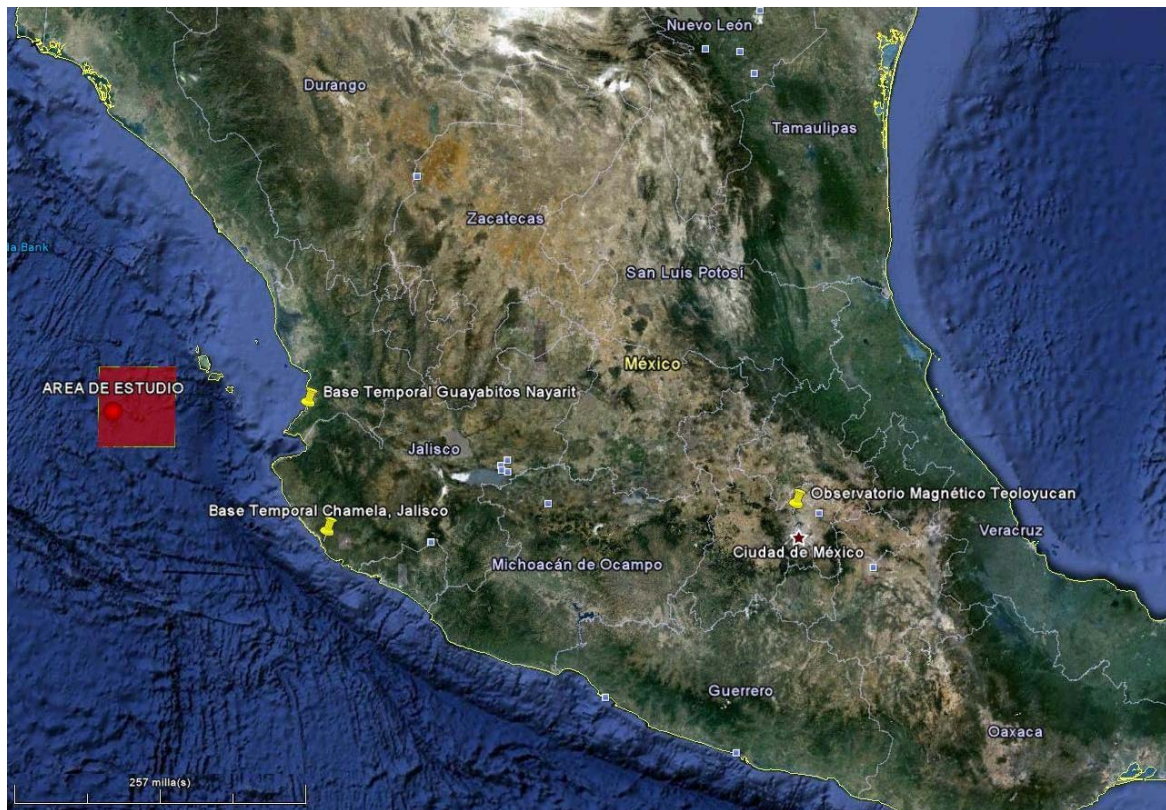 Nuevo León
Durango
Tamaulipas
Zacatecas
la Bank
San Luis Potosí
México
AREA DE ESTUDIO
Base Temporal Guayabitos Nayarit
Jalisco
Observatorio Magnético Teoloyucan
Base Temporal Chamela, Jalisco
Veracruz
Ciudad de México
Michoacán de Ocampo
Guerrero
Oaxaca
257 milla(s)